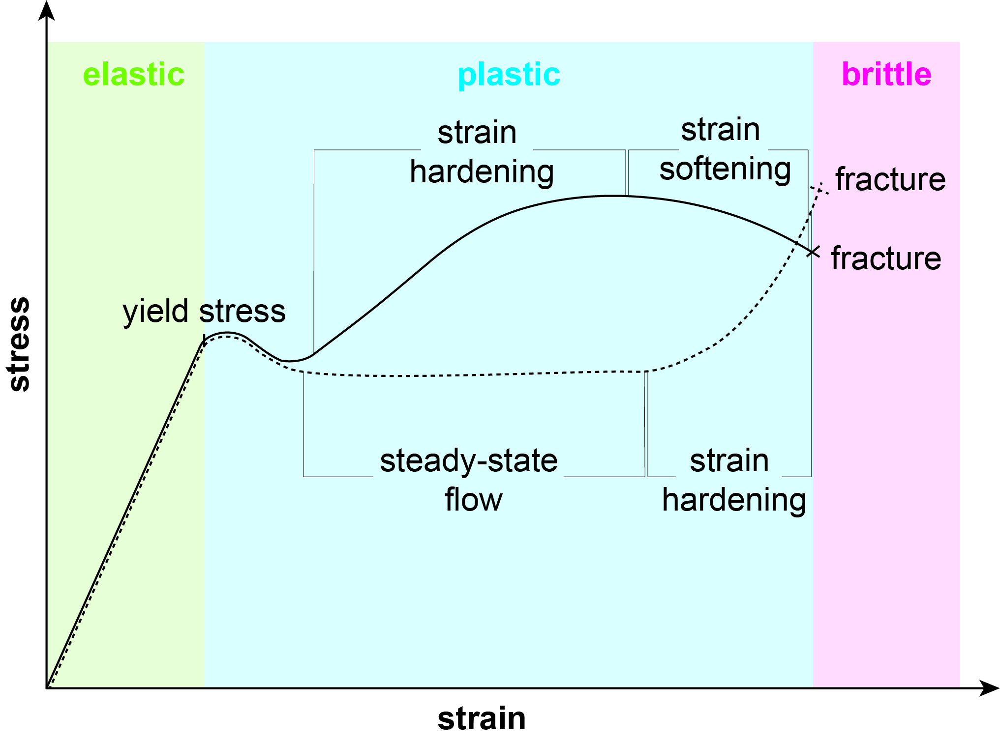 elastic
plastic
brittle
strain
hardening
strain
softening
fracture
fracture
yield stress
stress
steady-state
flow
strain
hardening
strain